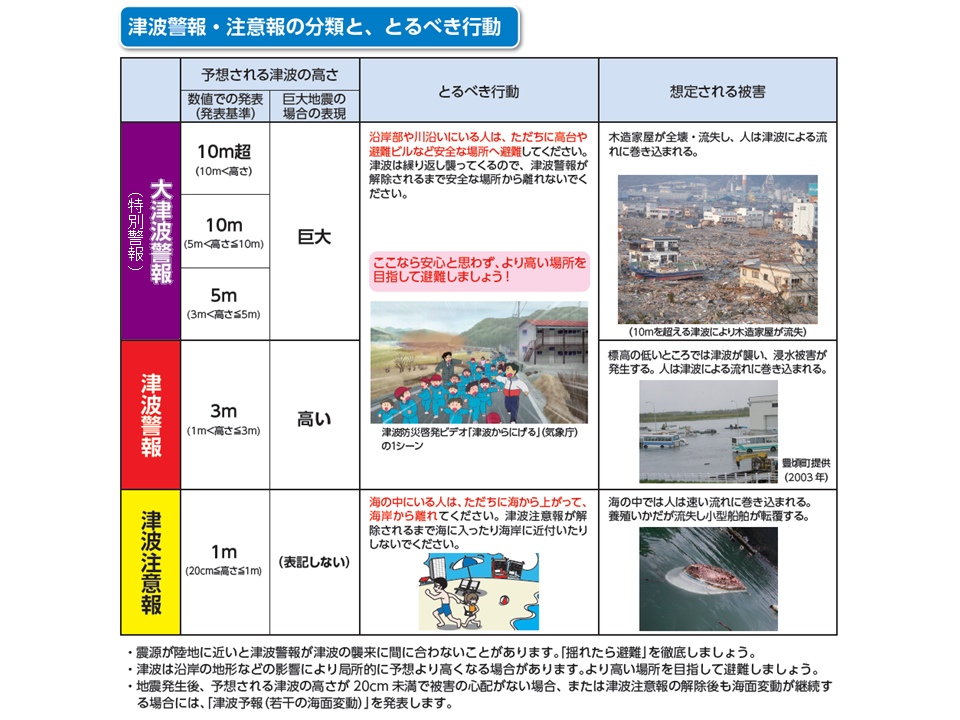 津波警報・注意報の分類と、とるべき行動
予想される津波の高さ
数値での発表
(発表基準)
巨大地震の
場合の表現
とるべき行動
想定される被害
大津波警報
(特別警報)
10m超
(10m<高さ)
10m
(5m<高さ≦10m)
5m
(3m<高さ≦5m)
巨大
沿岸部や川沿いにいる人は、ただちに高台や
避難ビルなど安全な場所へ避難してください。
津波は繰り返し襲ってくるので、津波警報が
解除されるまで安全な場所から離れないでく
ださい。
ここなら安心と思わず、より高い場所を
目指して避難しましょう！
津波防災啓発ビデオ「津波からにげる」(気象庁)
の1シーン
木造家屋が全壊・流失し、人は津波による流
れに巻き込まれる。
(10mを超える津波により木造家屋が流失)
津波警報
3m
(1m<高さ≦3m)
高い
標高の低いところでは津波が襲い、浸水被害が
発生する。人は津波による流れに巻き込まれる。
豊頃町提供
(2003年)
津波注意報
1m
(20cm≦高さ≦1m)
(表記しない)
海の中にいる人は、ただちに海から上がって、
海岸から離れてください。津波注意報が解
除されるまで海に入ったり海岸に近付いたり
しないでください。
海の中では人は速い流れに巻き込まれる。
養殖いかだが流失し小型船舶が転覆する。
・震源が陸地に近いと津波警報が津波の襲来に間に合わないことがあります。「揺れたら避難」を徹底しましょう。
・津波は沿岸の地形などの影響により局所的に予想より高くなる場合があります。より高い場所を目指して避難しましょう。
・地震発生後、予想される津波の高さが20cm未満で被害の心配がない場合、または津波注意報の解除後も海面変動が継続す
る場合には、「津波予報(若干の海面変動)」を発表します。